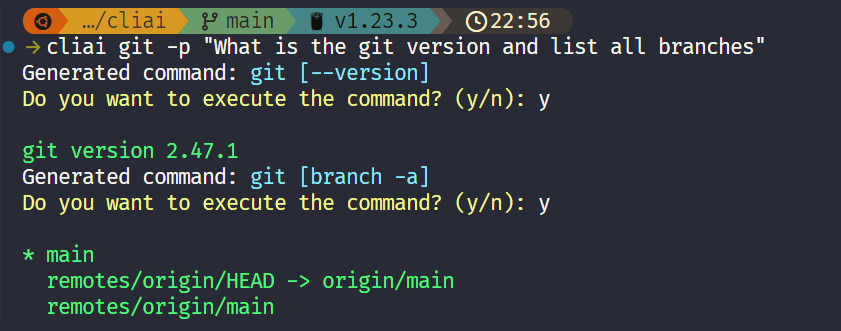 …/cliai main v1.23.3 22:56
→ cliai git -p "What is the git version and list all branches"
Generated command: git [--version]
Do you want to execute the command? (y/n): y
git version 2.47.1
Generated command: git [branch -a]
Do you want to execute the command? (y/n): y
* main
remotes/origin/HEAD -> origin/main
remotes/origin/main